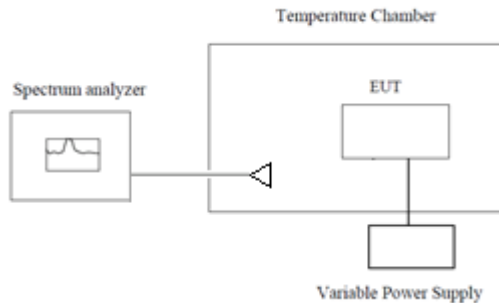 Temperature Chamber
Spectrum analyzer
EUT
Variable Power Supply